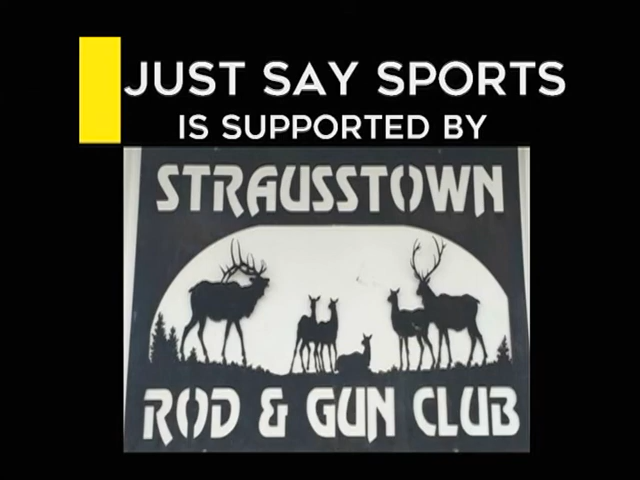 JUST SAY SPORTS
IS SUPPORTED BY
STRAUSSTOWN
ROD & GUN CLUB